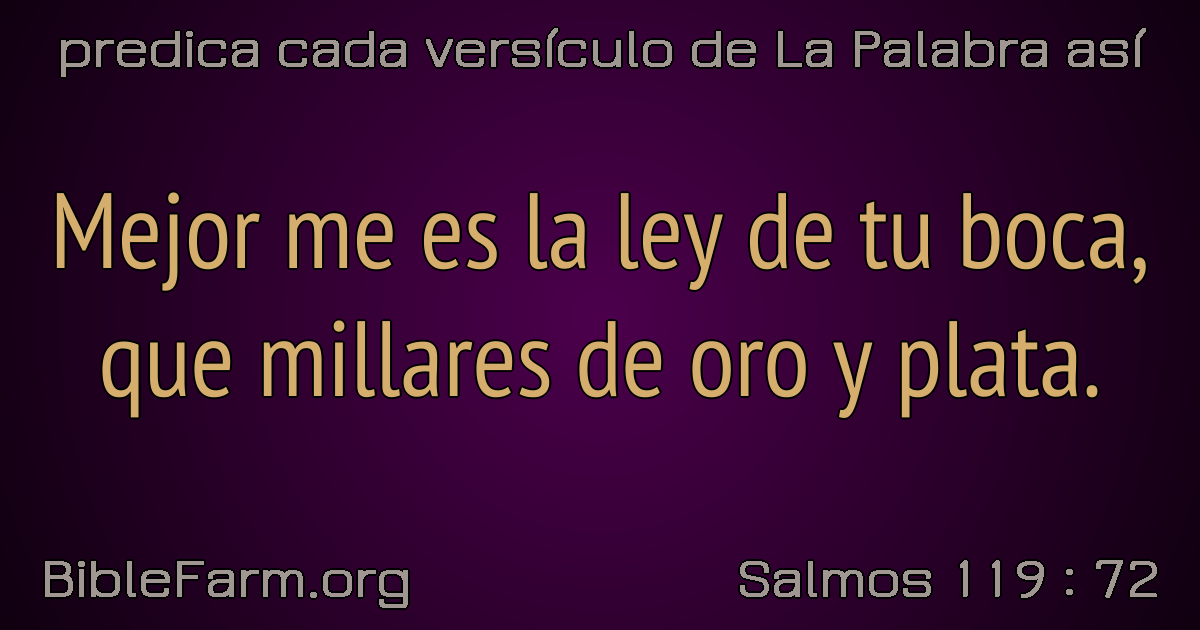 predica cada versículo de La Palabra así
Mejor me es la ley de tu boca,
que millares de oro y plata.
BibleFarm.org
Salmos 119 : 72